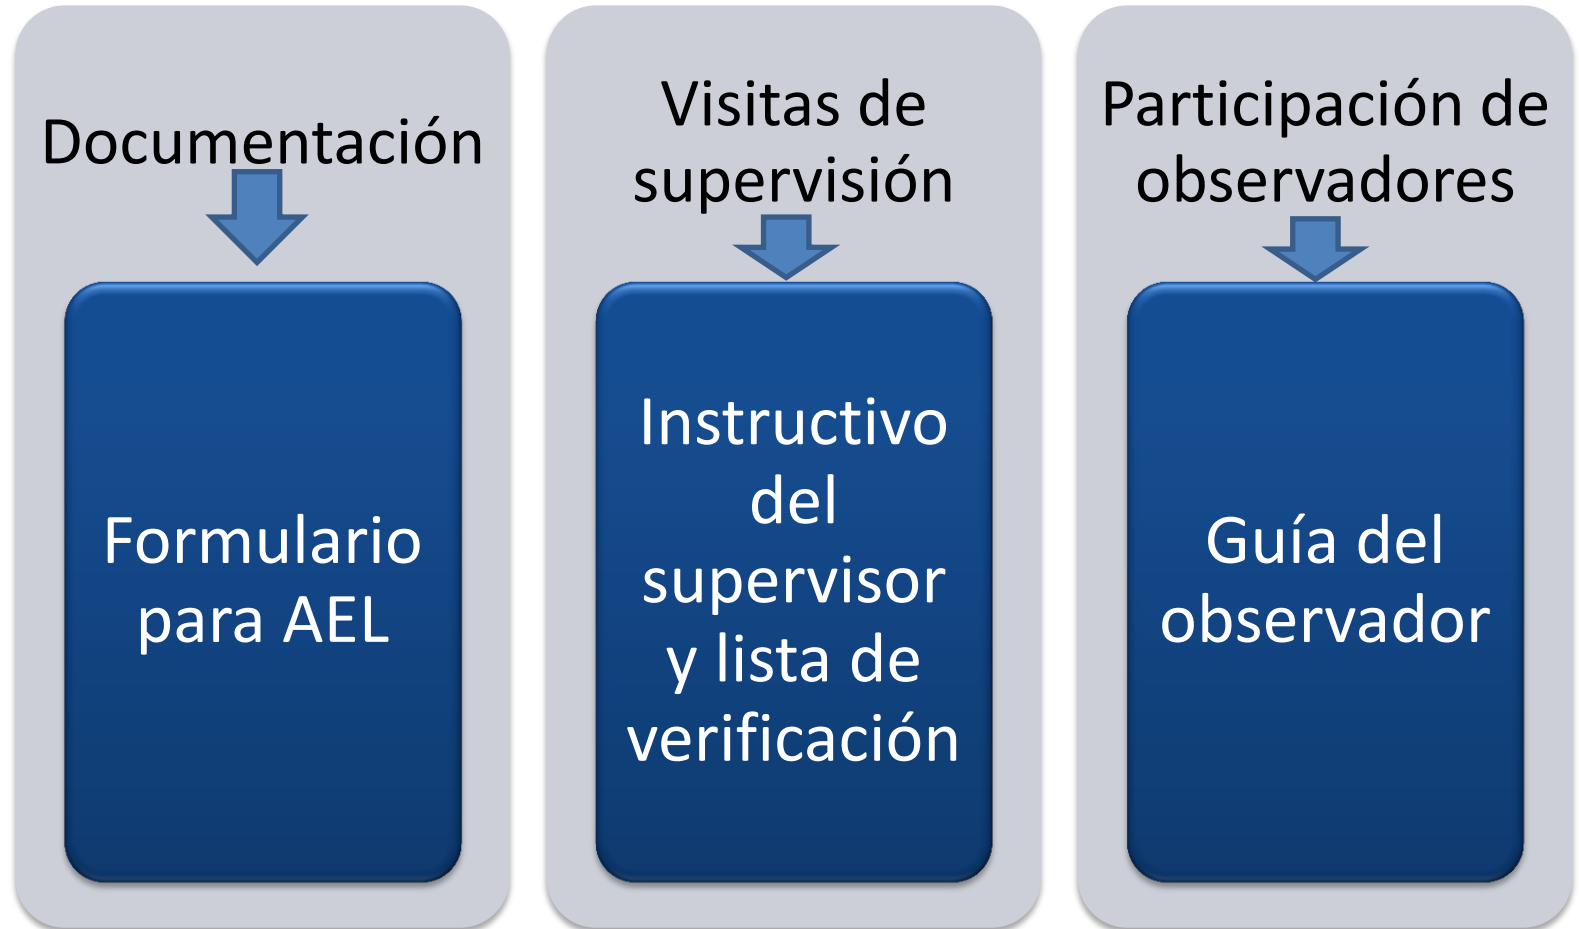 Documentación
Formulario
para AEL
Visitas de
supervisión
Instructivo
del
supervisor
y lista de
verificación
Participación de
observadores
Guía del
observador